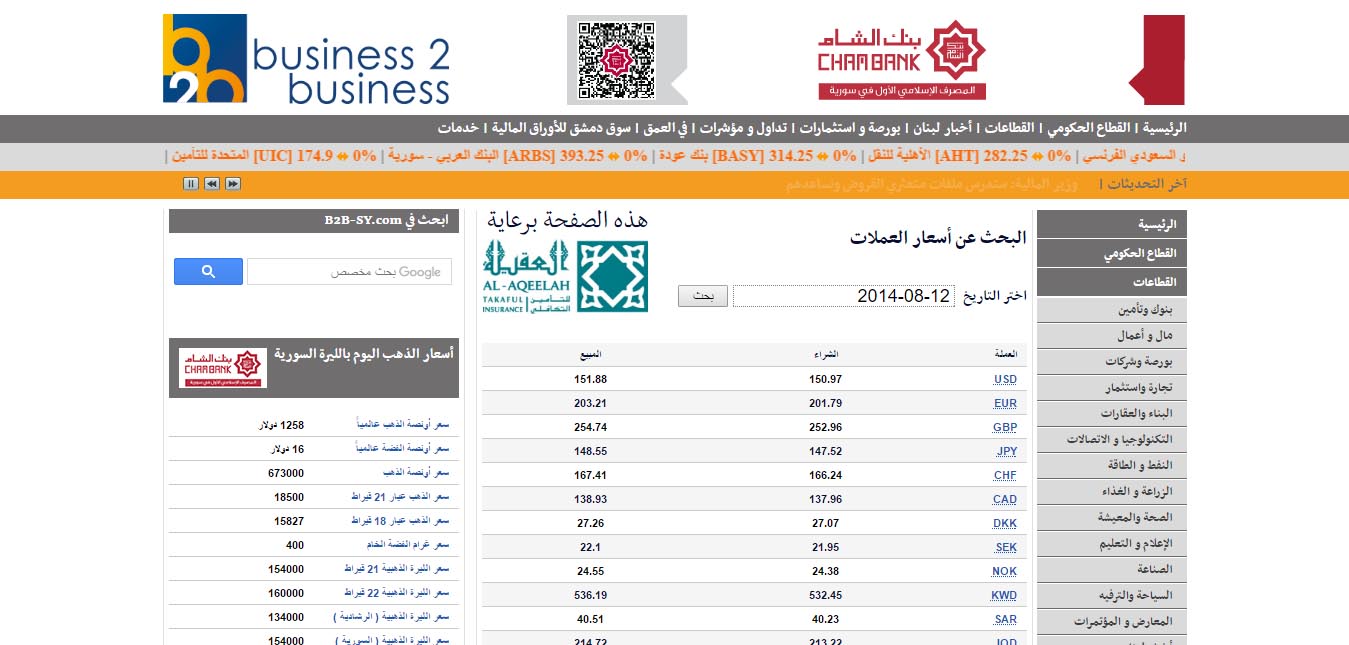 business 2
business
بنك الشام
CHAM BANK
المصرف الإسلامي الأول في سورية
الرئيسية | القطاع الحكومي | القطاعات | أخبار لبنان | بورصة و استثمارات | تداول و مؤشرات | في العمق | سوق دمشق للأوراق المالية | خدمات
و السعودي الفرنسي | 0% 282.25 [AHT] الأهلية للنقل | 0% 314.25 [BASY] بنك عودة | 0% 393.25 [ARBS] البنك العربي - سورية | 0% 174.9 [UIC] المتحدة للتأمين |
آخر التحديثات | وزير المالية: سندرس ملفات متعثري القروض ونساعدهم
الرئيسية
القطاع الحكومي
القطاعات
بنوك وتأمين
مال و أعمال
بورصة وشركات
تجارة واستثمار
البناء والعقارات
التكنولوجيا و الاتصالات
النفط و الطاقة
الزراعة و الغذاء
الصحة والمعيشة
الإعلام و التعليم
الصناعة
السياحة والترفيه
المعارض و المؤتمرات
البحث عن أسعار العملات
اختر التاريخ 2014-08-12 بحث
هذه الصفحة برعاية
العقيلة
AL-AQEELAH
TAKAFUL للتأمين
INSURANCE التكافلي
العملة الشراء المبيع
USD 150.97 151.88
EUR 201.79 203.21
GBP 252.96 254.74
JPY 147.52 148.55
CHF 166.24 167.41
CAD 137.96 138.93
DKK 27.07 27.26
SEK 21.95 22.1
NOK 24.38 24.55
KWD 532.45 536.19
SAR 40.23 40.51
JOD 213.22 214.72
ابحث في B2B-SY.com
Google بحث مخصص
أسعار الذهب اليوم بالليرة السورية
بنك الشام
CHAM BANK
المصرف الإسلامي الأول في سورية
سعر أونصة الذهب عالمياً 1258 دولار
سعر أونصة الفضة عالمياً 16 دولار
سعر أونصة الذهب 673000
سعر الذهب عيار 21 قيراط 18500
سعر الذهب عيار 18 قيراط 15827
سعر غرام الفضة الخام 400
سعر الليرة الذهبية 21 قيراط 154000
سعر الليرة الذهبية 22 قيراط 160000
سعر الليرة الذهبية ( الرشادية ) 134000
سعر الليرة الذهبية ( السورية ) 154000